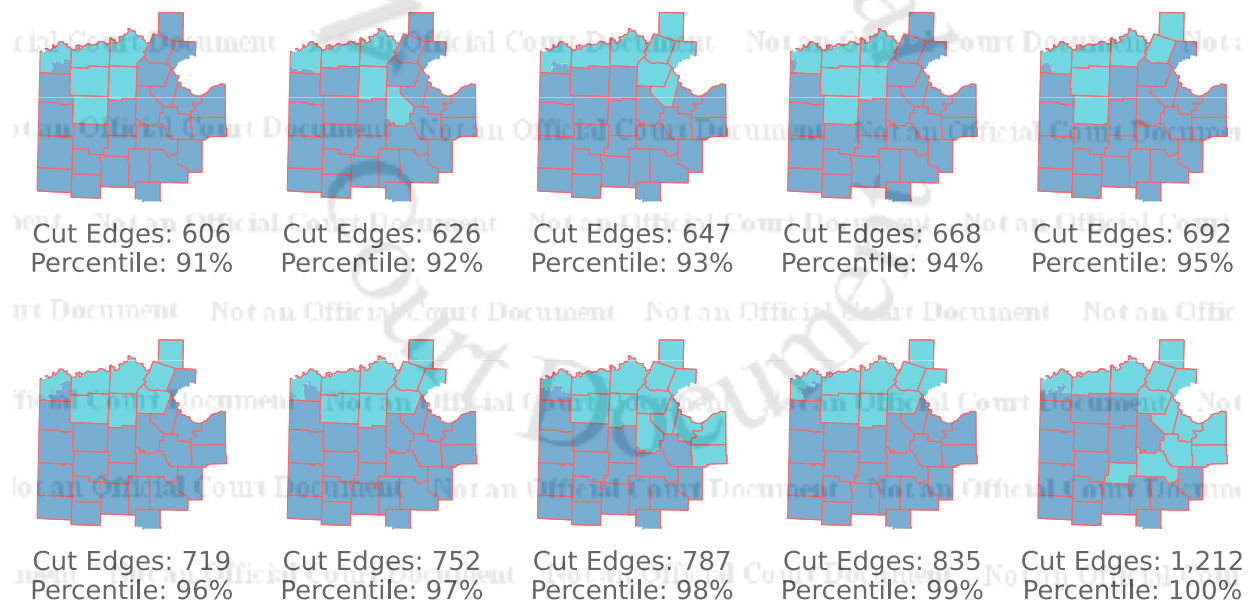 Not an Official Court Document
Cut Edges: 606 Cut Edges: 626 Cut Edges: 647 Cut Edges: 668 Cut Edges: 692
Percentile: 91% Percentile: 92% Percentile: 93% Percentile: 94% Percentile: 95%
Cut Edges: 719 Cut Edges: 752 Cut Edges: 787 Cut Edges: 835 Cut Edges: 1,212
Percentile: 96% Percentile: 97% Percentile: 98% Percentile: 99% Percentile: 100%